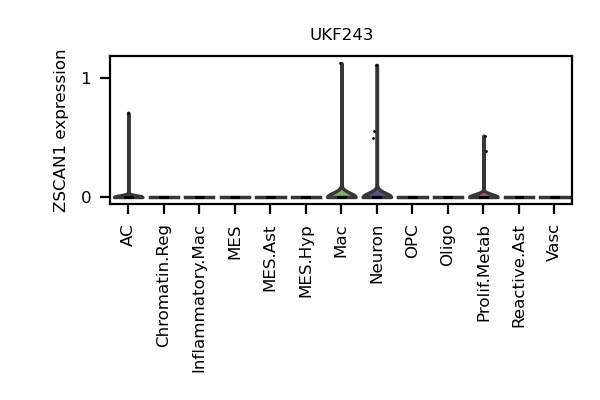 UKF243
ZSCAN1 expression
1
0
AC
Chromatin.Reg
Inflammatory.Mac
MES
MES.Ast
MES.Hyp
Mac
Neuron
OPC
Oligo
Prolif.Metab
Reactive.Ast
Vasc